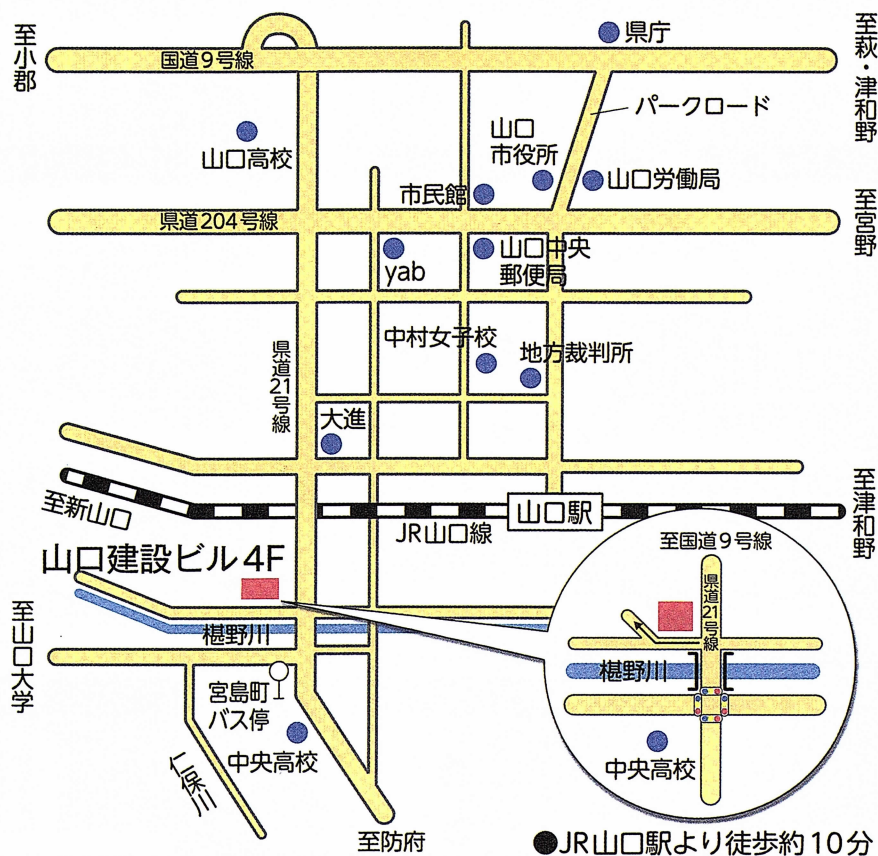 県庁
至小郡
国道9号線
至萩・津和野
パークロード
山口
市役所
山口高校
市民館
山口労働局
県道204号線
至宮野
yab
山口中央
郵便局
中村女子校
地方裁判所
県道21号線
大進
至新山口
JR山口線
山口駅
至津和野
山口建設ビル4F
至国道9号線
県道21号線
椹野川
椹野川
至山口大学
宮島町
バス停
中央高校
中央高校
仁保川
至防府
●JR山口駅より徒歩約10分